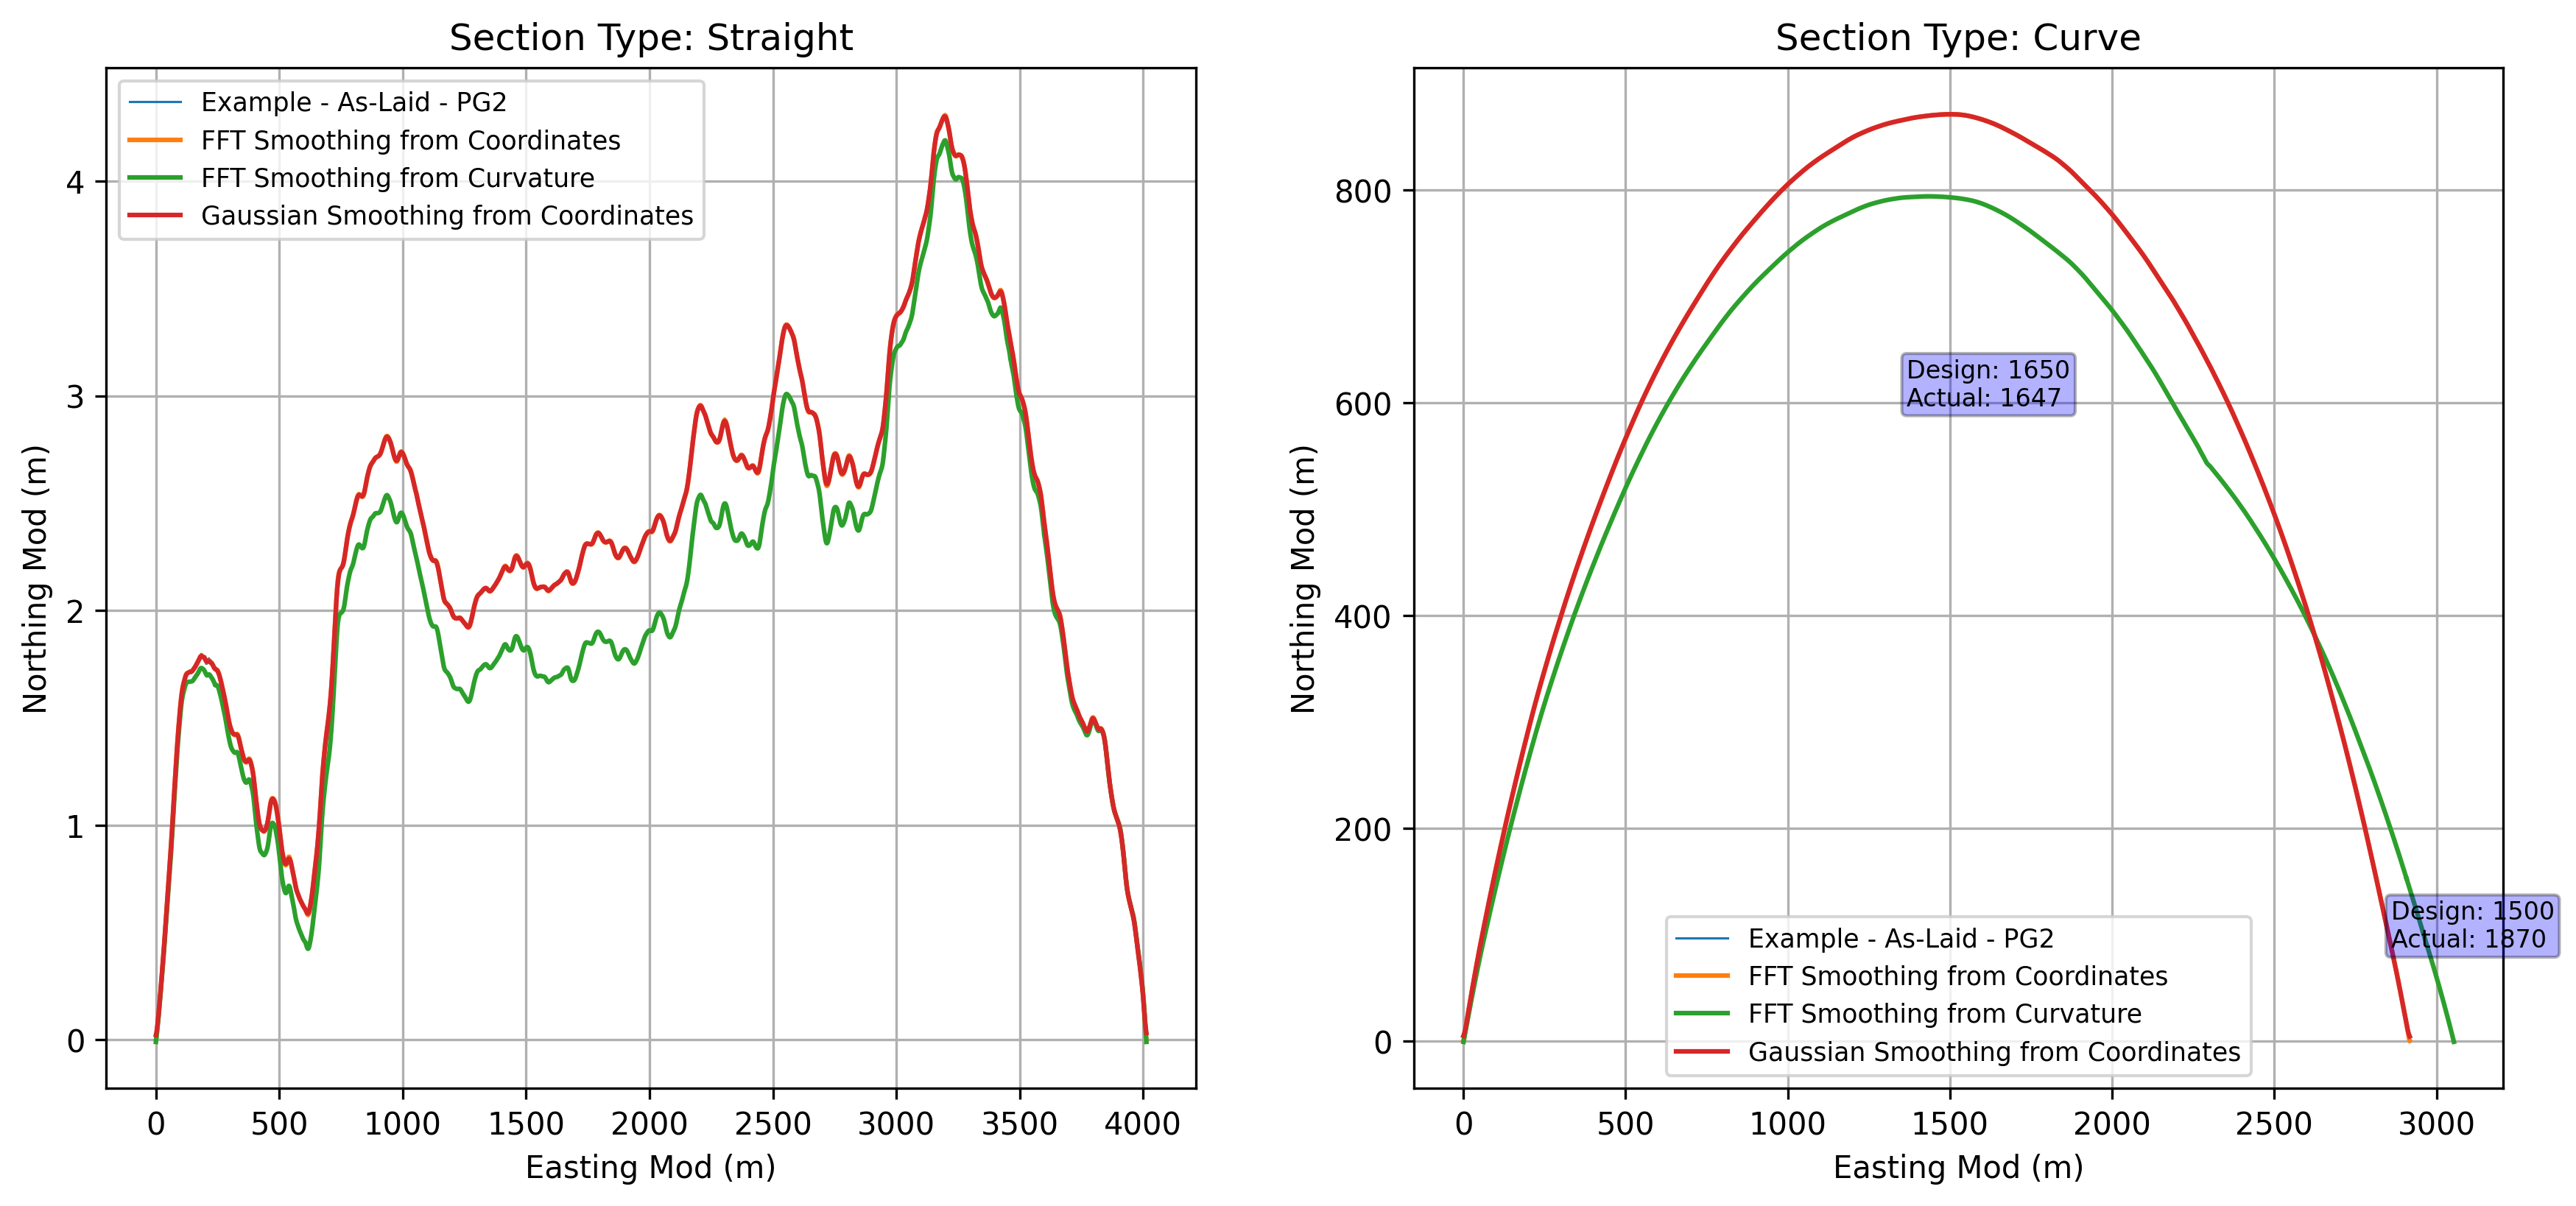 Section Type: Straight
Example - As-Laid - PG2
FFT Smoothing from Coordinates
FFT Smoothing from Curvature
Gaussian Smoothing from Coordinates
4
3
2
1
0
Northing Mod (m)
0 500 1000 1500 2000 2500 3000 3500 4000
Easting Mod (m)
Section Type: Curve
800
600
400
200
0
Northing Mod (m)
Design: 1650
Actual: 1647
Design: 1500
Actual: 1870
Example - As-Laid - PG2
FFT Smoothing from Coordinates
FFT Smoothing from Curvature
Gaussian Smoothing from Coordinates
0 500 1000 1500 2000 2500 3000
Easting Mod (m)